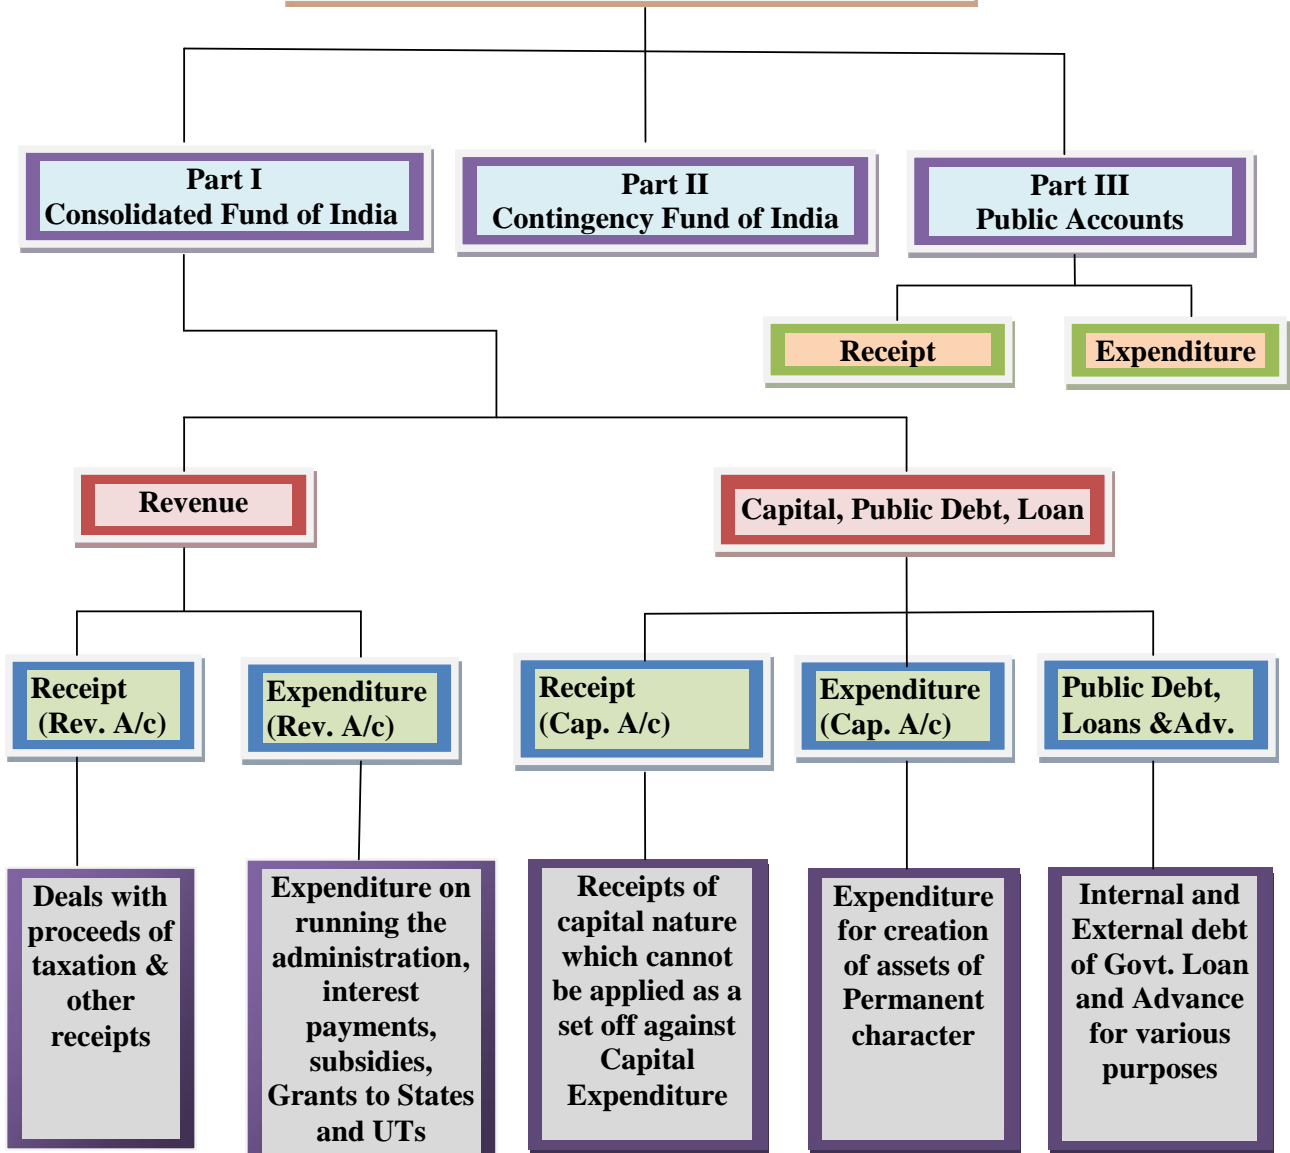 Part I
Consolidated Fund of India
Part II
Contingency Fund of India
Part III
Public Accounts
Receipt
Expenditure
Revenue
Capital, Public Debt, Loan
Receipt
(Rev. A/c)
Expenditure
(Rev. A/c)
Receipt
(Cap. A/c)
Expenditure
(Cap. A/c)
Public Debt,
Loans &Adv.
Deals with
proceeds of
taxation &
other
receipts
Expenditure on
running the
administration,
interest
payments,
subsidies,
Grants to States
and UTs
Receipts of
capital nature
which cannot
be applied as a
set off against
Capital
Expenditure
Expenditure
for creation
of assets of
Permanent
character
Internal and
External debt
of Govt. Loan
and Advance
for various
purposes